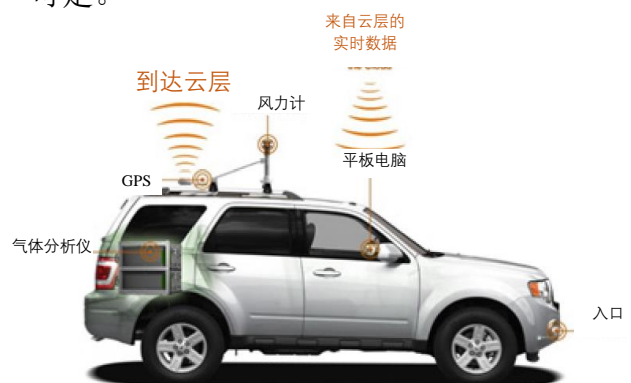 来自云层的
实时数据
到达云层
风力计
平板电脑
GPS
气体分析仪
入口